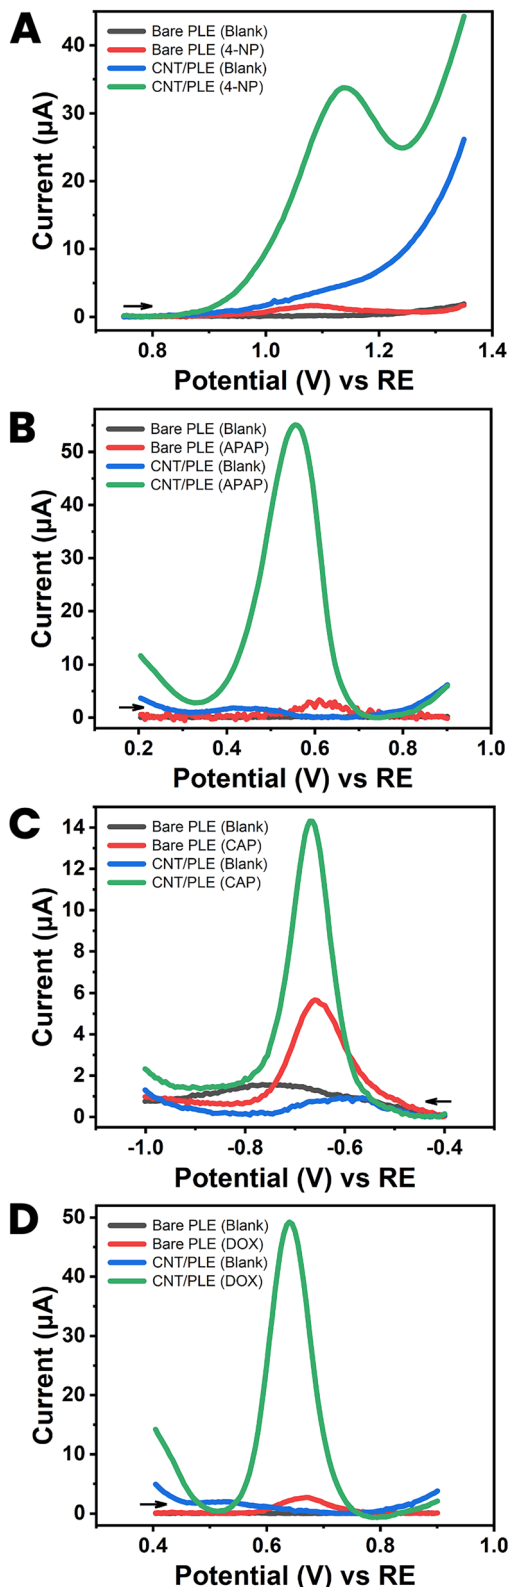 A
Bare PLE (Blank)
Bare PLE (4-NP)
CNT/PLE (Blank)
CNT/PLE (4-NP)
Current (µA)
40
30
20
10
0
0.8 1.0 1.2 1.4
Potential (V) vs RE
B
Bare PLE (Blank)
Bare PLE (APAP)
CNT/PLE (Blank)
CNT/PLE (APAP)
Current (µA)
50
40
30
20
10
0
0.2 0.4 0.6 0.8 1.0
Potential (V) vs RE
C
Bare PLE (Blank)
Bare PLE (CAP)
CNT/PLE (Blank)
CNT/PLE (CAP)
Current (µA)
14
12
10
8
6
4
2
0
-1.0 -0.8 -0.6 -0.4
Potential (V) vs RE
D
Bare PLE (Blank)
Bare PLE (DOX)
CNT/PLE (Blank)
CNT/PLE (DOX)
Current (µA)
50
40
30
20
10
0
0.4 0.6 0.8 1.0
Potential (V) vs RE